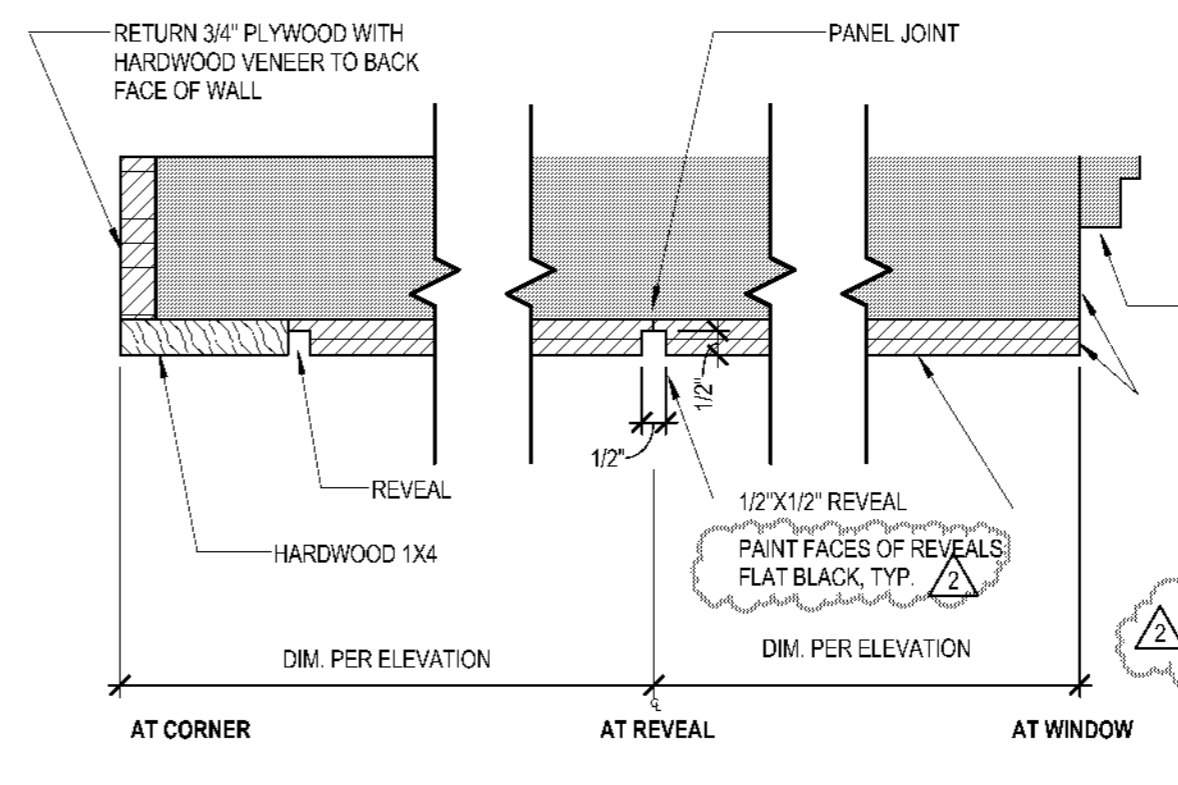 RETURN 3/4" PLYWOOD WITH
HARDWOOD VENEER TO BACK
FACE OF WALL
PANEL JOINT
1/2"
1/2"
REVEAL
1/2"X1/2" REVEAL
HARDWOOD 1X4
PAINT FACES OF REVEALS
FLAT BLACK, TYP.
2
2
DIM. PER ELEVATION
DIM. PER ELEVATION
℄
AT CORNER
AT REVEAL
AT WINDOW